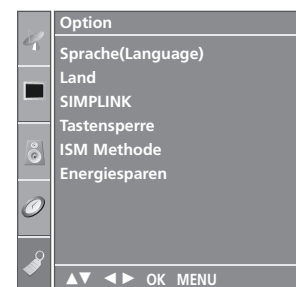 Option
Sprache(Language)
Land
SIMPLINK
Tastensperre
ISM Methode
Energiesparen
▲▼ ◄► OK MENU